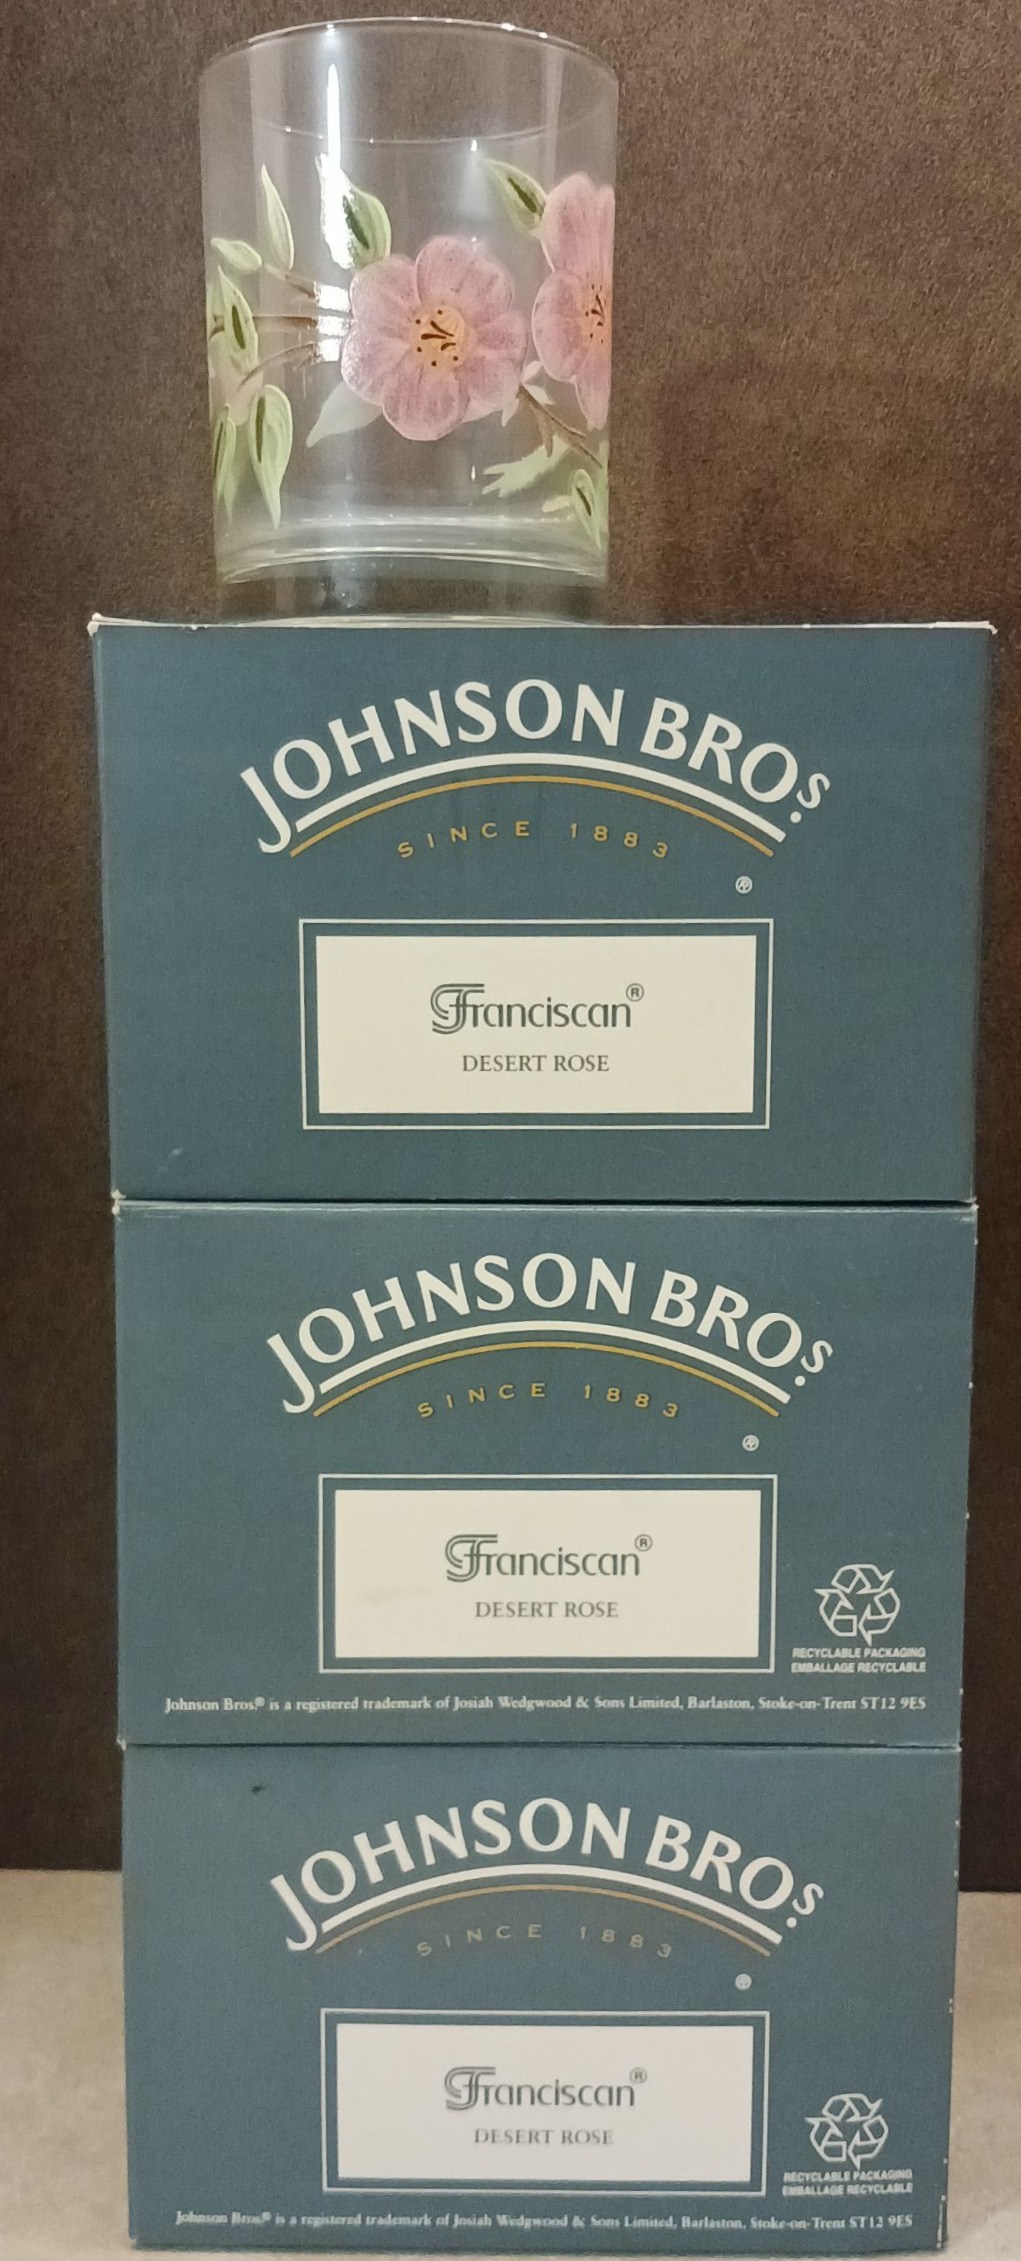 JOHNSON BROS.
SINCE 1883
®
Franciscan®
DESERT ROSE
JOHNSON BROS.
SINCE 1883
®
Franciscan®
DESERT ROSE
RECYCLABLE PACKAGING
EMBALLAGE RECYCLABLE
Johnson Bros.® is a registered trademark of Josiah Wedgwood & Sons Limited, Barlaston, Stoke-on-Trent ST12 9ES
JOHNSON BROS.
SINCE 1883
®
Franciscan®
DESERT ROSE
RECYCLABLE PACKAGING
EMBALLAGE RECYCLABLE
Johnson Bros.® is a registered trademark of Josiah Wedgwood & Sons Limited, Barlaston, Stoke-on-Trent ST12 9ES